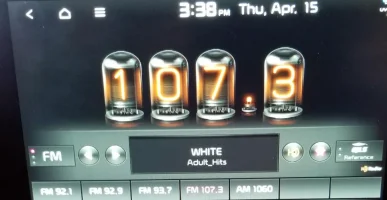 3:38 PM Thu, Apr. 15
107.3
FM
WHITE
Adult_Hits
Reference
FM 92.1 FM 92.9 FM 93.7 FM 107.3 AM 1060